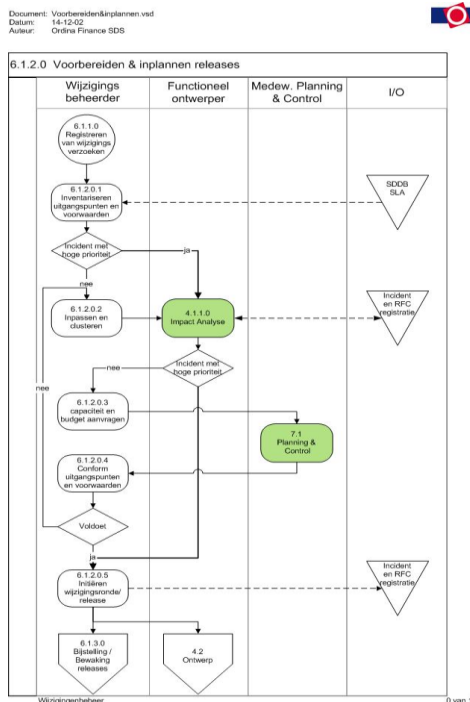 Document: Voorbereiden&inplannen.vsd
Datum: 14-12-02
Auteur: Ordina Finance SDS
6.1.2.0 Voorbereiden & inplannen releases
Wijzigings
beheerder
Functioneel
ontwerper
Medew. Planning
& Control
I/O
6.1.1.0
Registreren
van wijzigings
verzoeken
6.1.2.0.1
Inventariseren
uitgangspunten en
voorwaarden
SDDB
SLA
Incident met
hoge prioriteit
ja
nee
6.1.2.0.2
Inpassen en
clusteren
4.1.1.0
Impact Analyse
Incident
en RFC
registratie
Incident met
hoge prioriteit
nee
nee
6.1.2.0.3
capaciteit en
budget aanvragen
7.1
Planning &
Control
6.1.2.0.4
Conform
uitgangspunten
en voorwaarden
Voldoet
ja
6.1.2.0.5
Initiëren
wijzigingsronde/
release
Incident
en RFC
registratie
6.1.3.0
Bijstelling /
Bewaking
releases
4.2
Ontwerp
Wijzigingenbeheer
0 van